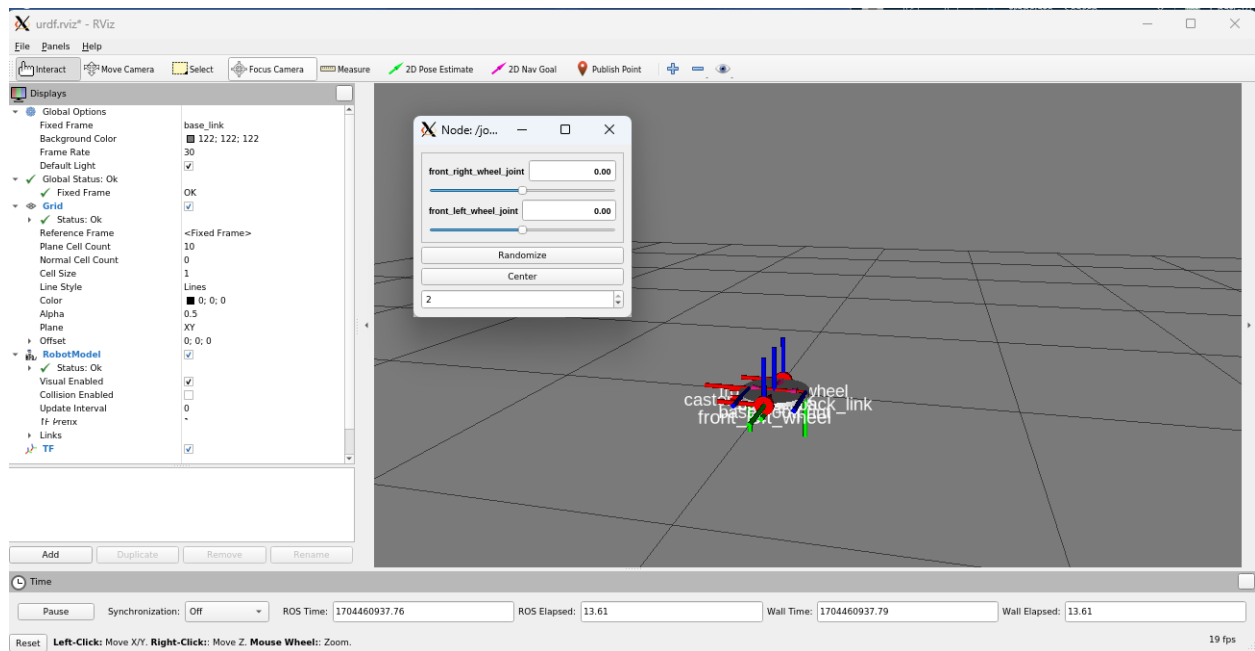 urdf.rviz* - RViz
File Panels Help
Interact Move Camera Select Focus Camera Measure 2D Pose Estimate 2D Nav Goal Publish Point
Displays
Global Options
Fixed Frame base_link
Background Color 122; 122; 122
Frame Rate 30
Default Light
Global Status: Ok
Fixed Frame OK
Grid
Status: Ok
Reference Frame <Fixed Frame>
Plane Cell Count 10
Normal Cell Count 0
Cell Size 1
Line Style Lines
Color 0; 0; 0
Alpha 0.5
Plane XY
Offset 0; 0; 0
RobotModel
Status: Ok
Visual Enabled
Collision Enabled
Update Interval 0
TF Prefix
Links
TF
Add Duplicate Remove Rename
Node: /jo...
front_right_wheel_joint 0.00
front_left_wheel_joint 0.00
Randomize
Center
2
wheel
front_left_wheel
Time
Pause Synchronization: Off ROS Time: 1704460937.76 ROS Elapsed: 13.61 Wall Time: 1704460937.79 Wall Elapsed: 13.61
Reset Left-Click: Move X/Y. Right-Click:: Move Z. Mouse Wheel:: Zoom. 19 fps